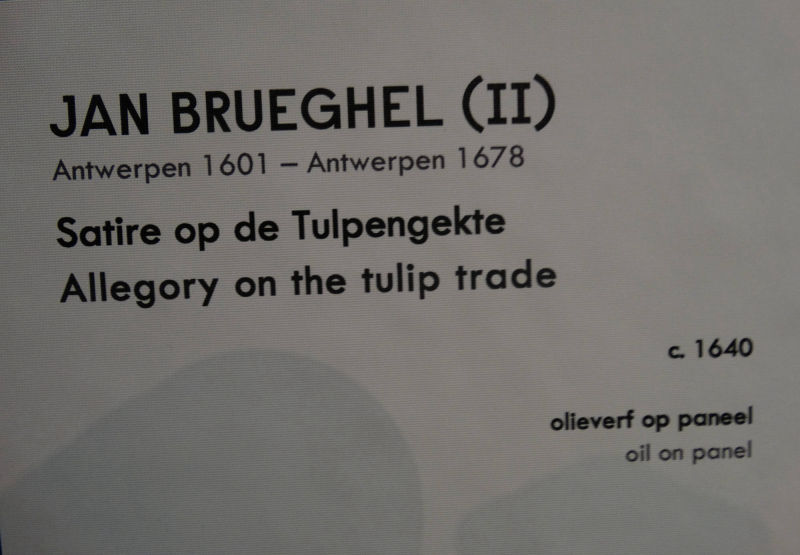 JAN BRUEGHEL (II)
Antwerpen 1601 – Antwerpen 1678
Satire op de Tulpengekte
Allegory on the tulip trade
c. 1640
olieverf op paneel
oil on panel